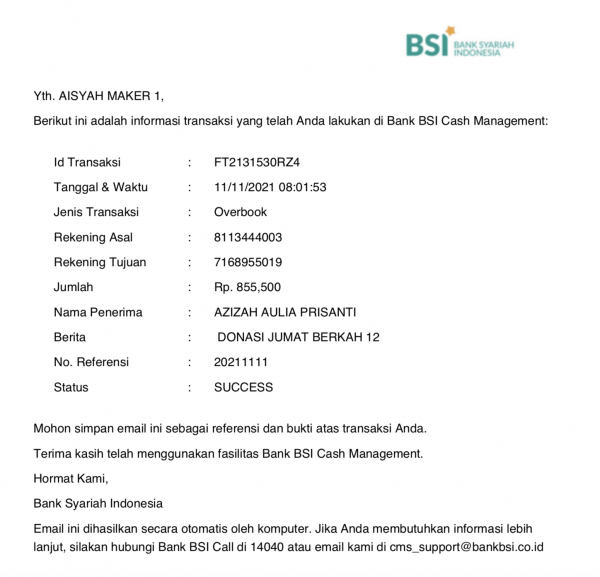 BSI BANK SYARIAH
INDONESIA
Yth. AISYAH MAKER 1,
Berikut ini adalah informasi transaksi yang telah Anda lakukan di Bank BSI Cash Management:
Id Transaksi : FT2131530RZ4
Tanggal & Waktu : 11/11/2021 08:01:53
Jenis Transaksi : Overbook
Rekening Asal : 8113444003
Rekening Tujuan : 7168955019
Jumlah : Rp. 855,500
Nama Penerima : AZIZAH AULIA PRISANTI
Berita : DONASI JUMAT BERKAH 12
No. Referensi : 20211111
Status : SUCCESS
Mohon simpan email ini sebagai referensi dan bukti atas transaksi Anda.
Terima kasih telah menggunakan fasilitas Bank BSI Cash Management.
Hormat Kami,
Bank Syariah Indonesia
Email ini dihasilkan secara otomatis oleh komputer. Jika Anda membutuhkan informasi lebih
lanjut, silakan hubungi Bank BSI Call di 14040 atau email kami di cms_support@bankbsi.co.id